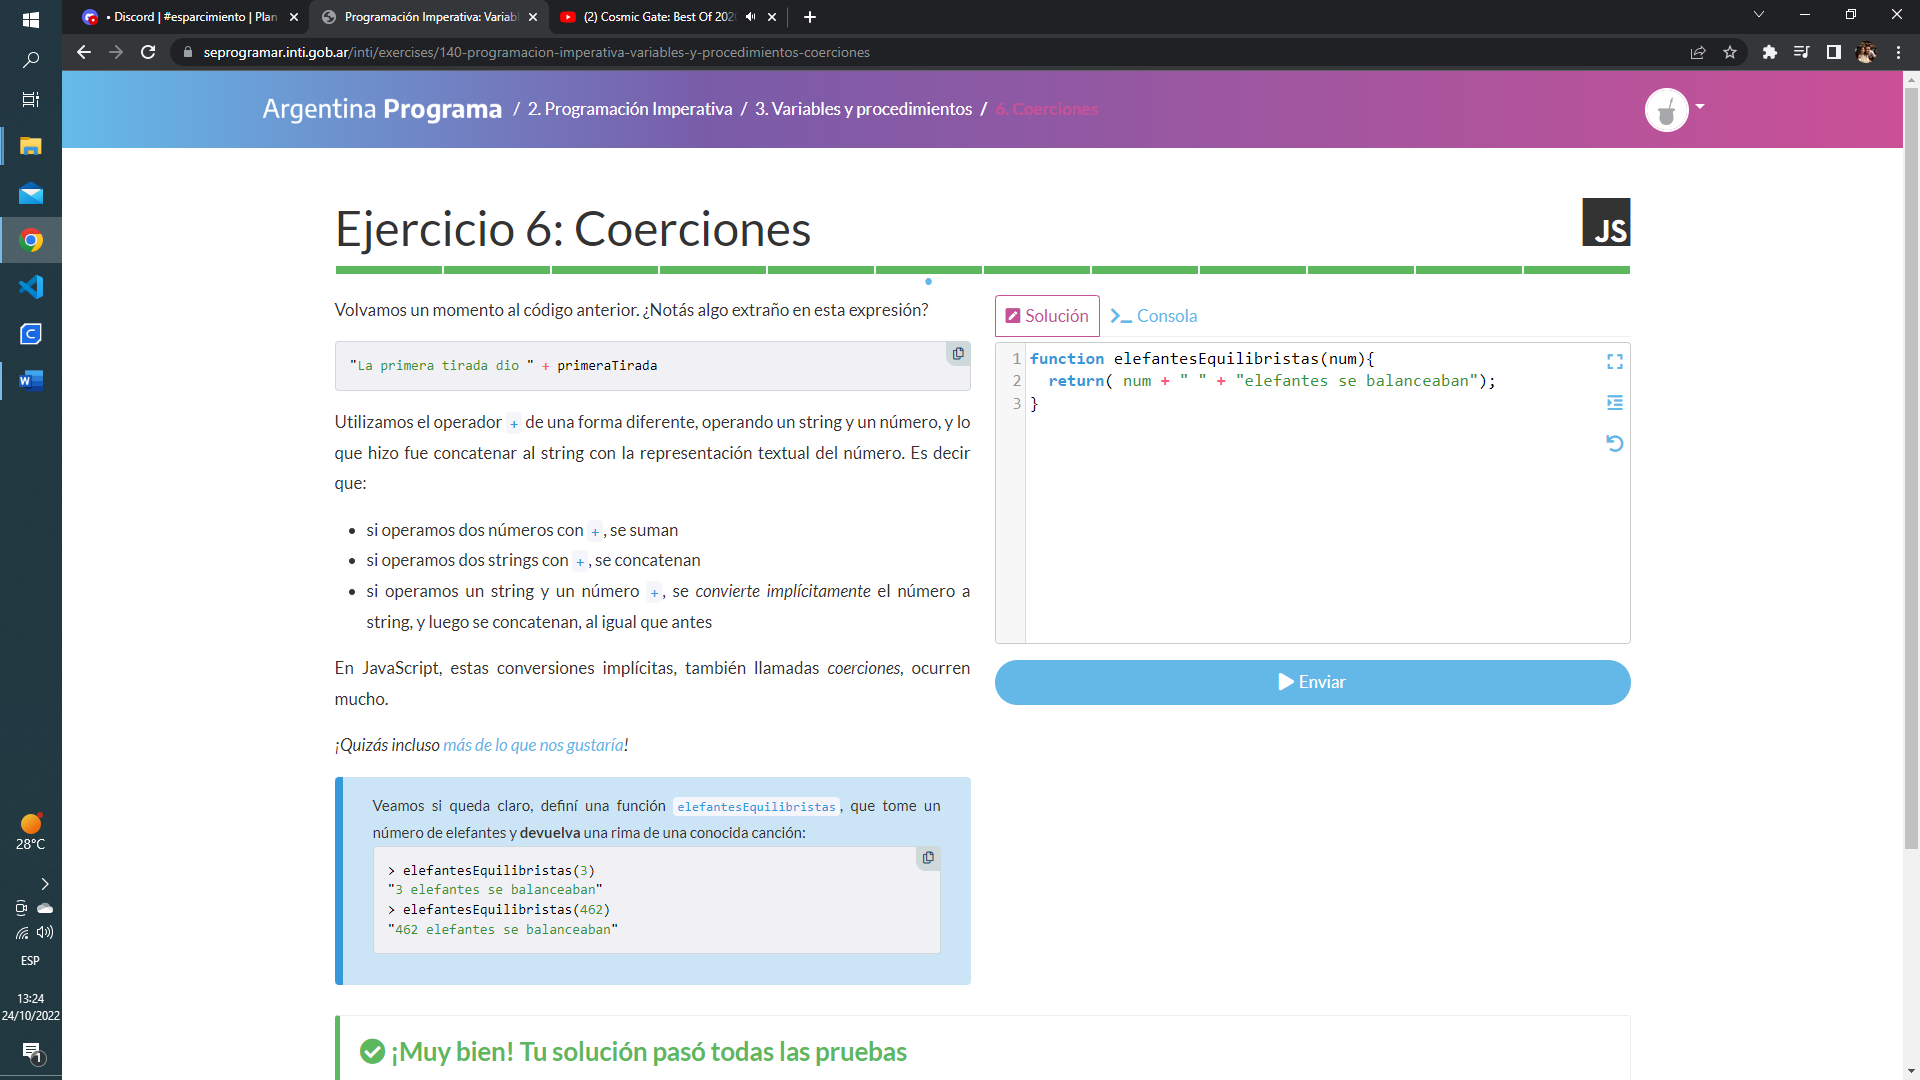 • Discord | #esparcimiento | Plan
Programación Imperativa: Variab
(2) Cosmic Gate: Best Of 202
seprogramar.inti.gob.ar/inti/exercises/140-programacion-imperativa-variables-y-procedimientos-coerciones
Argentina Programa / 2. Programación Imperativa / 3. Variables y procedimientos / 6. Coerciones
Ejercicio 6: Coerciones
JS
Volvamos un momento al código anterior. ¿Notás algo extraño en esta expresión?
"La primera tirada dio " + primeraTirada
Utilizamos el operador + de una forma diferente, operando un string y un número, y lo
que hizo fue concatenar al string con la representación textual del número. Es decir
que:
• si operamos dos números con +, se suman
• si operamos dos strings con +, se concatenan
• si operamos un string y un número +, se convierte implícitamente el número a
string, y luego se concatenan, al igual que antes
En JavaScript, estas conversiones implícitas, también llamadas coerciones, ocurren
mucho.
¡Quizás incluso más de lo que nos gustaría!
Veamos si queda claro, definí una función elefantesEquilibristas, que tome un
número de elefantes y devuelva una rima de una conocida canción:
> elefantesEquilibristas(3)
"3 elefantes se balanceaban"
> elefantesEquilibristas(462)
"462 elefantes se balanceaban"
Solución
Consola
1 function elefantesEquilibristas(num){
2 return( num + " " + "elefantes se balanceaban");
3 }
Enviar
¡Muy bien! Tu solución pasó todas las pruebas
28°C
ESP
13:24
24/10/2022
1